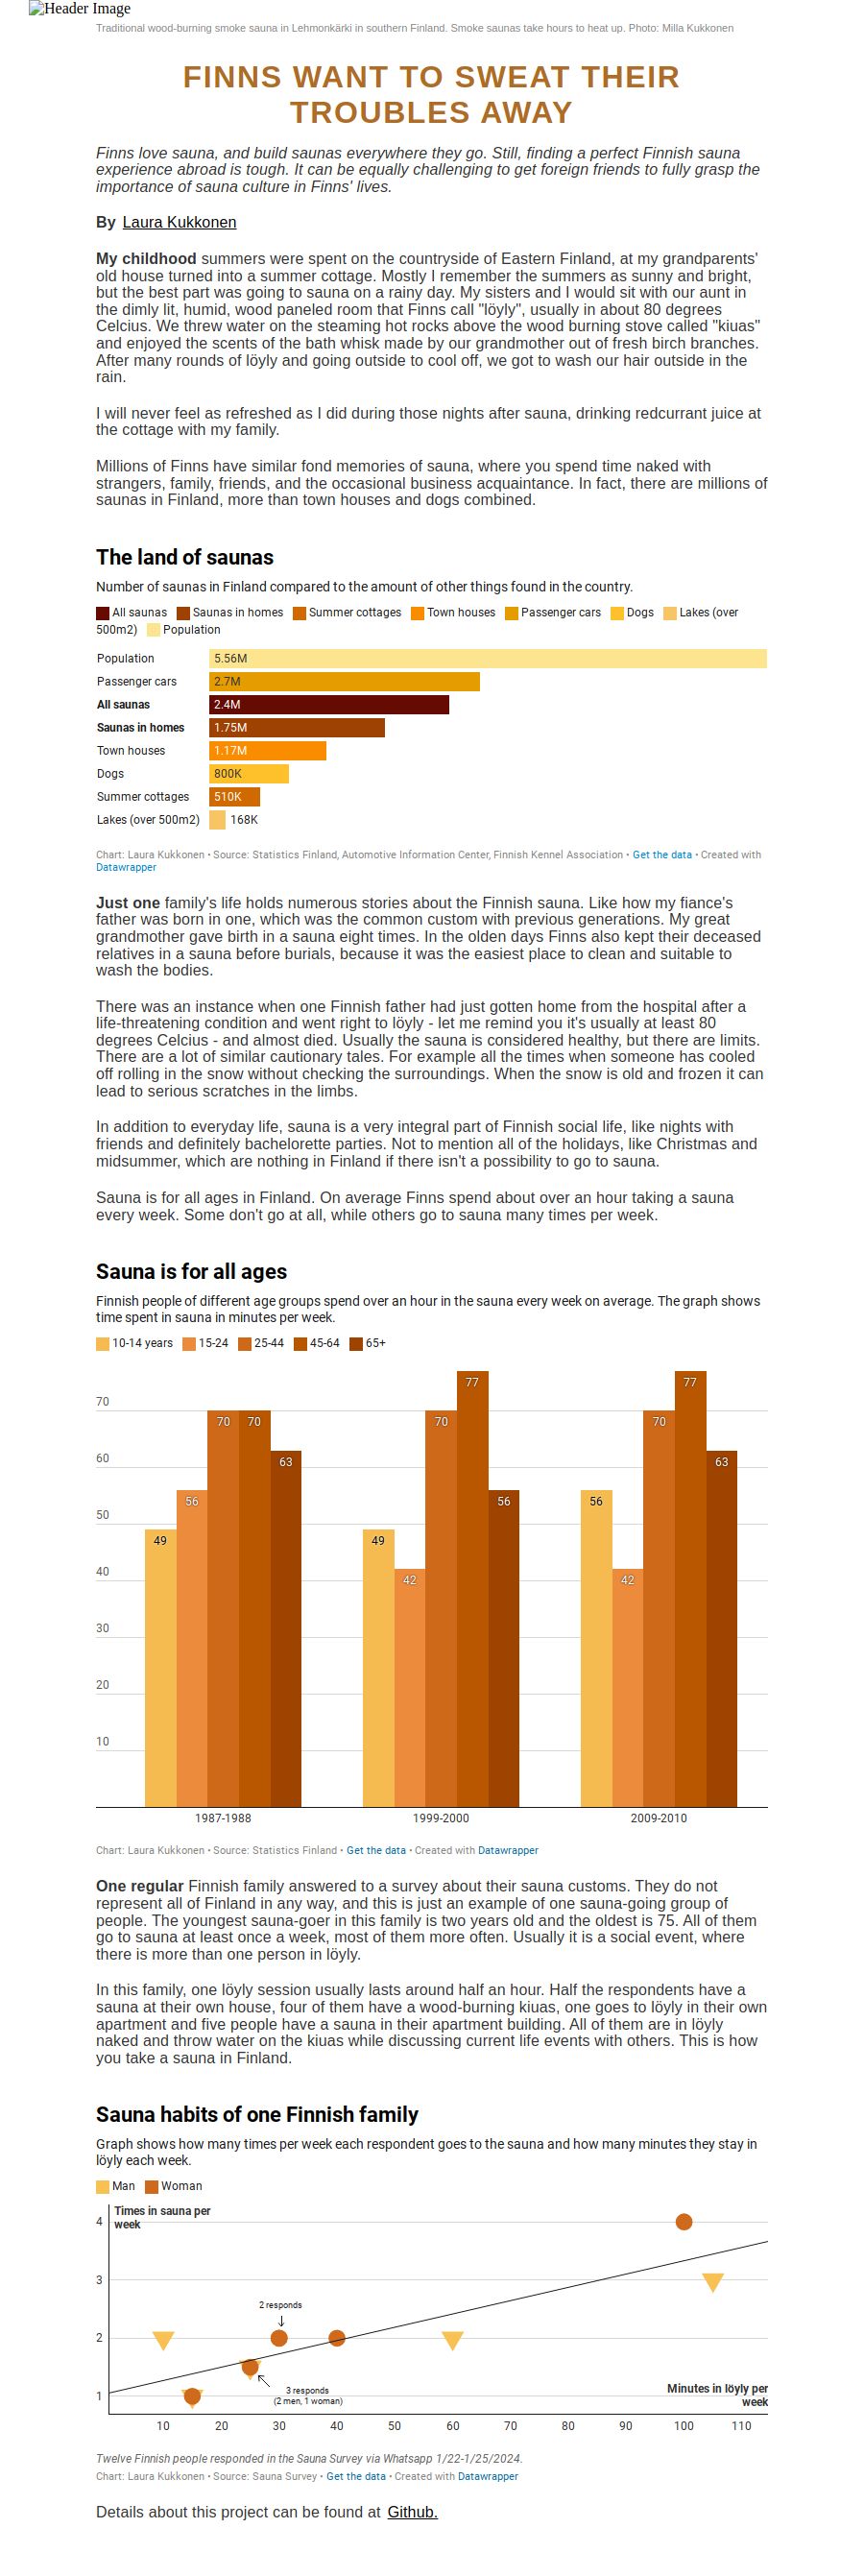 Header Image
Traditional wood-burning smoke sauna in Lehmonkärki in southern Finland. Smoke saunas take hours to heat up. Photo: Milla Kukkonen
FINNS WANT TO SWEAT THEIR
TROUBLES AWAY
Finns love sauna, and build saunas everywhere they go. Still, finding a perfect Finnish sauna
experience abroad is tough. It can be equally challenging to get foreign friends to fully grasp the
importance of sauna culture in Finns' lives.
By Laura Kukkonen
My childhood summers were spent on the countryside of Eastern Finland, at my grandparents'
old house turned into a summer cottage. Mostly I remember the summers as sunny and bright,
but the best part was going to sauna on a rainy day. My sisters and I would sit with our aunt in
the dimly lit, humid, wood paneled room that Finns call "löyly", usually in about 80 degrees
Celcius. We threw water on the steaming hot rocks above the wood burning stove called "kiuas"
and enjoyed the scents of the bath whisk made by our grandmother out of fresh birch branches.
After many rounds of löyly and going outside to cool off, we got to wash our hair outside in the
rain.
I will never feel as refreshed as I did during those nights after sauna, drinking redcurrant juice at
the cottage with my family.
Millions of Finns have similar fond memories of sauna, where you spend time naked with
strangers, family, friends, and the occasional business acquaintance. In fact, there are millions of
saunas in Finland, more than town houses and dogs combined.
The land of saunas
Number of saunas in Finland compared to the amount of other things found in the country.
All saunas Saunas in homes Summer cottages Town houses Passenger cars Dogs Lakes (over
500m2) Population
Population 5.56M
Passenger cars 2.7M
All saunas 2.4M
Saunas in homes 1.75M
Town houses 1.17M
Dogs 800K
Summer cottages 510K
Lakes (over 500m2) 168K
Chart: Laura Kukkonen • Source: Statistics Finland, Automotive Information Center, Finnish Kennel Association • Get the data • Created with
Datawrapper
Just one family's life holds numerous stories about the Finnish sauna. Like how my fiance's
father was born in one, which was the common custom with previous generations. My great
grandmother gave birth in a sauna eight times. In the olden days Finns also kept their deceased
relatives in a sauna before burials, because it was the easiest place to clean and suitable to
wash the bodies.
There was an instance when one Finnish father had just gotten home from the hospital after a
life-threatening condition and went right to löyly - let me remind you it's usually at least 80
degrees Celcius - and almost died. Usually the sauna is considered healthy, but there are limits.
There are a lot of similar cautionary tales. For example all the times when someone has cooled
off rolling in the snow without checking the surroundings. When the snow is old and frozen it can
lead to serious scratches in the limbs.
In addition to everyday life, sauna is a very integral part of Finnish social life, like nights with
friends and definitely bachelorette parties. Not to mention all of the holidays, like Christmas and
midsummer, which are nothing in Finland if there isn't a possibility to go to sauna.
Sauna is for all ages in Finland. On average Finns spend about over an hour taking a sauna
every week. Some don't go at all, while others go to sauna many times per week.
Sauna is for all ages
Finnish people of different age groups spend over an hour in the sauna every week on average. The graph shows
time spent in sauna in minutes per week.
10-14 years 15-24 25-44 45-64 65+
77 77
70
70 70 70 70
63 63
60
56 56 56
50
49 49
42 42
40
30
20
10
1987-1988 1999-2000 2009-2010
Chart: Laura Kukkonen • Source: Statistics Finland • Get the data • Created with Datawrapper
One regular Finnish family answered to a survey about their sauna customs. They do not
represent all of Finland in any way, and this is just an example of one sauna-going group of
people. The youngest sauna-goer in this family is two years old and the oldest is 75. All of them
go to sauna at least once a week, most of them more often. Usually it is a social event, where
there is more than one person in löyly.
In this family, one löyly session usually lasts around half an hour. Half the respondents have a
sauna at their own house, four of them have a wood-burning kiuas, one goes to löyly in their own
apartment and five people have a sauna in their apartment building. All of them are in löyly
naked and throw water on the kiuas while discussing current life events with others. This is how
you take a sauna in Finland.
Sauna habits of one Finnish family
Graph shows how many times per week each respondent goes to the sauna and how many minutes they stay in
löyly each week.
Man Woman
Times in sauna per
week
4
3
2 responds
2
3 responds
(2 men, 1 woman)
Minutes in löyly per
week
1
10 20 30 40 50 60 70 80 90 100 110
Twelve Finnish people responded in the Sauna Survey via Whatsapp 1/22-1/25/2024.
Chart: Laura Kukkonen • Source: Sauna Survey • Get the data • Created with Datawrapper
Details about this project can be found at Github.